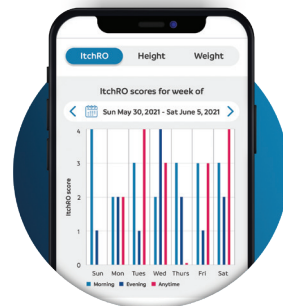 ItchRO Height Weight
ItchRO scores for week of
Sun May 30, 2021 - Sat June 5, 2021
ItchRO score
4
3
2
1
0
Sun Mon Tues Wed Thurs Fri Sat
Morning Evening Anytime